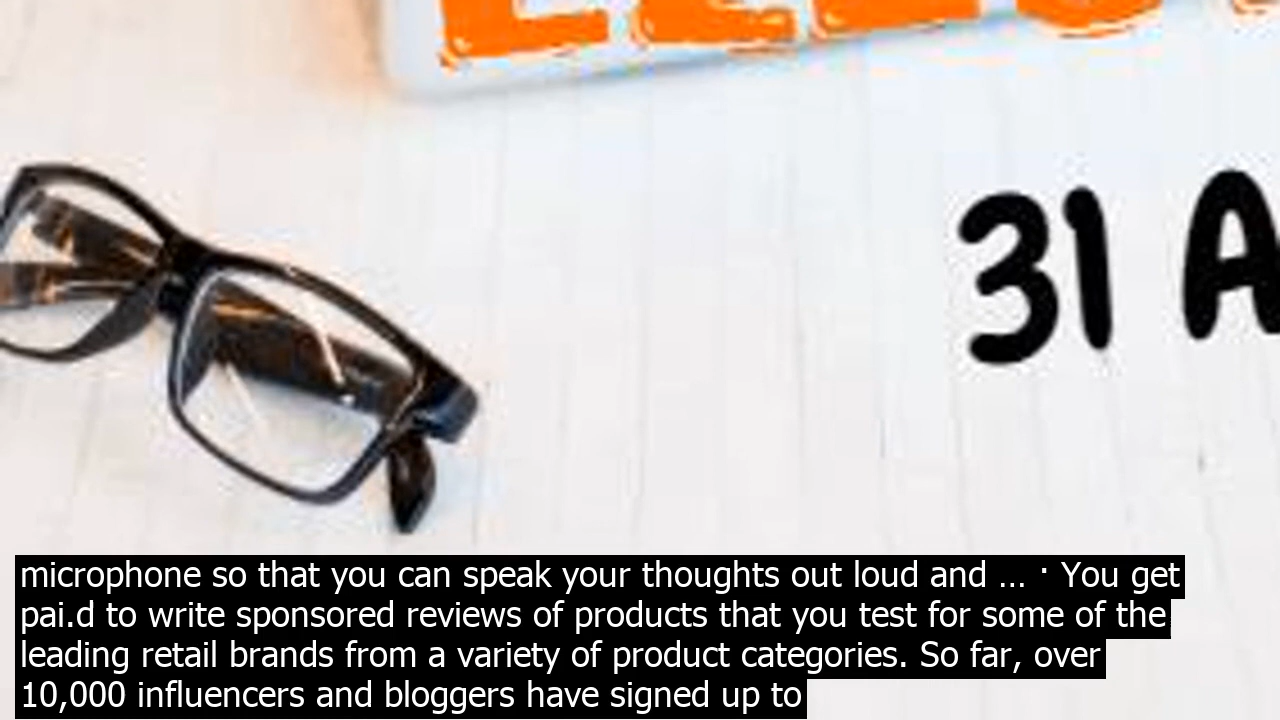 31 A
microphone so that you can speak your thoughts out loud and ... · You get
pai.d to write sponsored reviews of products that you test for some of the
leading retail brands from a variety of product categories. So far, over
10,000 influencers and bloggers have signed up to